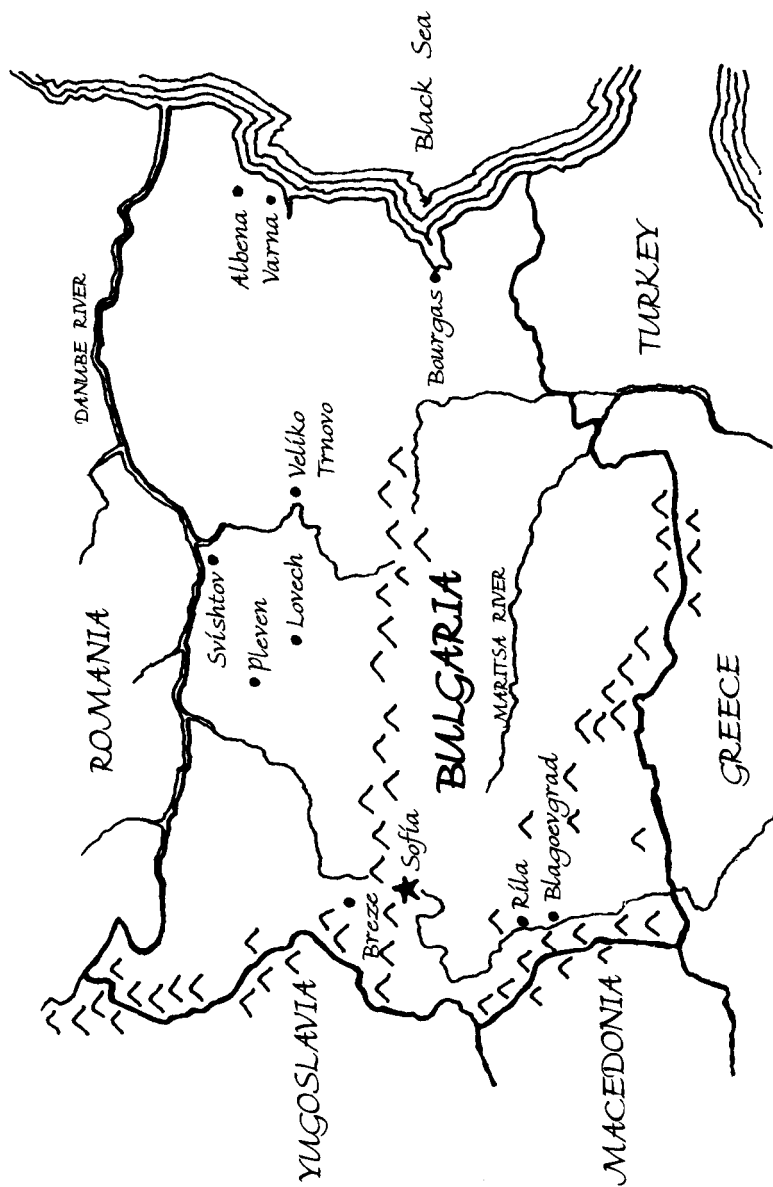 ROMANIA
DANUBE RIVER
Svishtov
Pleven
Lovech
Veliko
Trnovo
Albena
Varna
Black Sea
YUGOSLAVIA
Breze
Sofia
BULGARIA
Bourgas
MARITSA RIVER
Rila
Blagoevgrad
MACEDONIA
GREECE
TURKEY